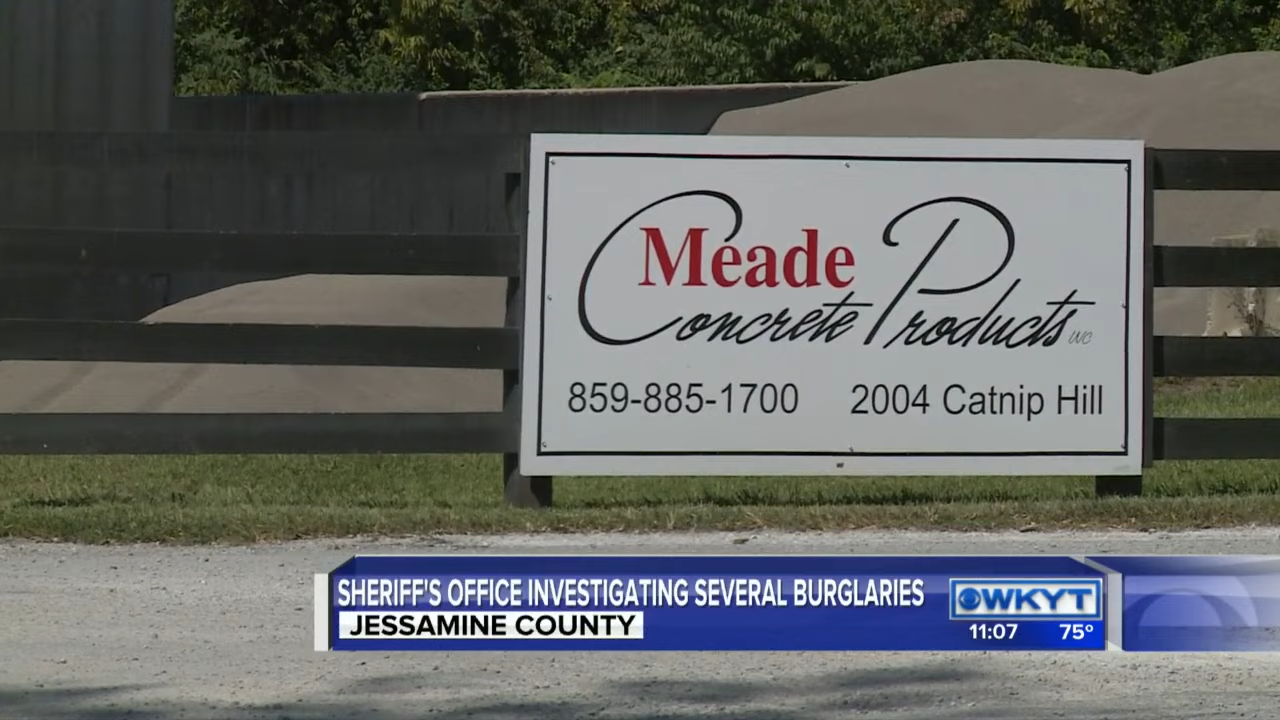 Meade
Concrete Products INC
859-885-1700 2004 Catnip Hill
SHERIFF'S OFFICE INVESTIGATING SEVERAL BURGLARIES
JESSAMINE COUNTY
WKYT
11:07 75°